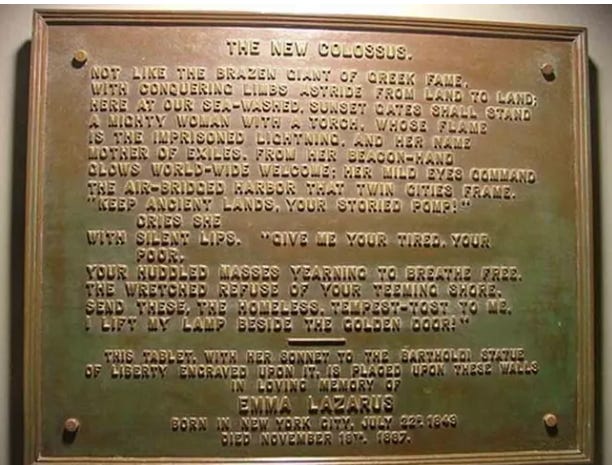 THE NEW COLOSSUS.
NOT LIKE THE BRAZEN GIANT OF GREEK FAME,
WITH CONQUERING LIMBS ASTRIDE FROM LAND TO LAND;
HERE AT OUR SEA-WASHED, SUNSET GATES SHALL STAND
A MIGHTY WOMAN WITH A TORCH, WHOSE FLAME
IS THE IMPRISONED LIGHTNING, AND HER NAME
MOTHER OF EXILES. FROM HER BEACON-HAND
GLOWS WORLD-WIDE WELCOME; HER MILD EYES COMMAND
THE AIR-BRIDGED HARBOR THAT TWIN CITIES FRAME.
"KEEP ANCIENT LANDS, YOUR STORIED POMP!"
CRIES SHE
WITH SILENT LIPS. "GIVE ME YOUR TIRED, YOUR
POOR,
YOUR HUDDLED MASSES YEARNING TO BREATHE FREE,
THE WRETCHED REFUSE OF YOUR TEEMING SHORE,
SEND THESE, THE HOMELESS, TEMPEST-TOST TO ME,
I LIFT MY LAMP BESIDE THE GOLDEN DOOR!"
THIS TABLET, WITH HER SONNET TO THE BARTHOLDI STATUE
OF LIBERTY ENGRAVED UPON IT, IS PLACED UPON THESE WALLS
IN LOVING MEMORY OF
EMMA LAZARUS
BORN IN NEW YORK CITY, JULY 22D 1849
DIED NOVEMBER 19TH, 1887.